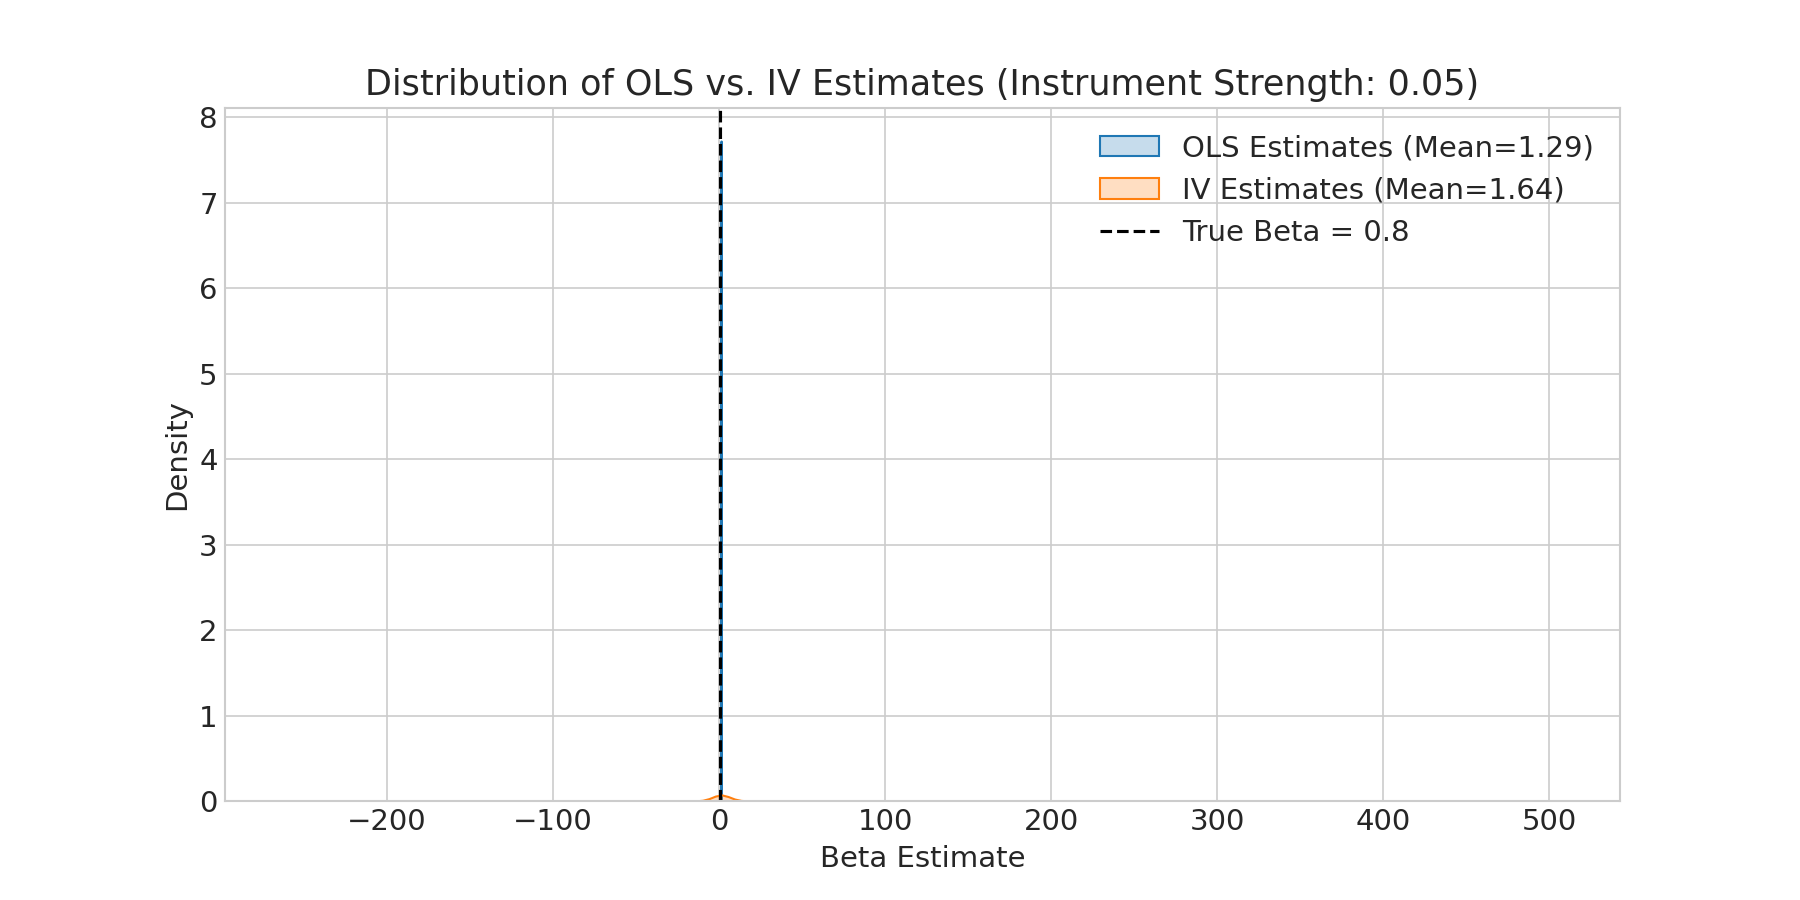 Distribution of OLS vs. IV Estimates (Instrument Strength: 0.05)
OLS Estimates (Mean=1.29)
IV Estimates (Mean=1.64)
True Beta = 0.8
Density
8
7
6
5
4
3
2
1
0
−200 −100 0 100 200 300 400 500
Beta Estimate